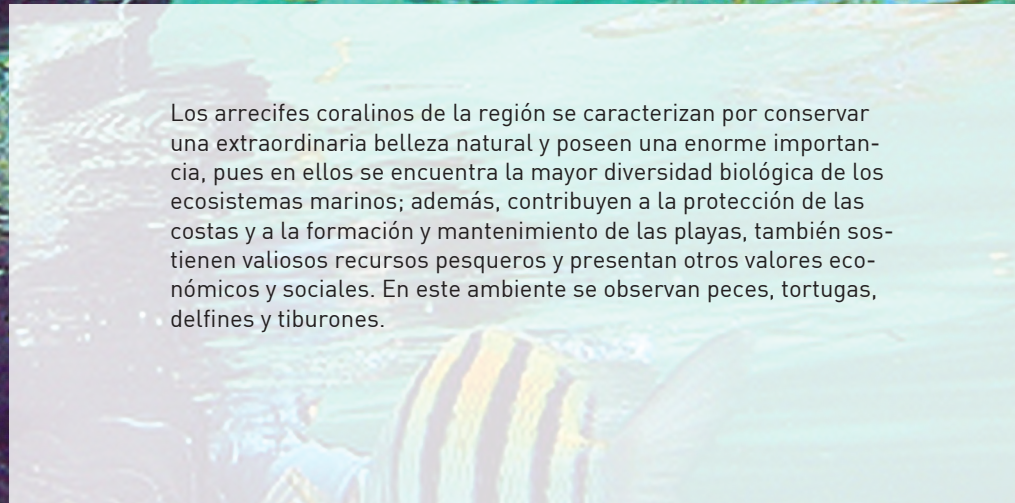 Los arrecifes coralinos de la región se caracterizan por conservar
una extraordinaria belleza natural y poseen una enorme importan-
cia, pues en ellos se encuentra la mayor diversidad biológica de los
ecosistemas marinos; además, contribuyen a la protección de las
costas y a la formación y mantenimiento de las playas, también sos-
tienen valiosos recursos pesqueros y presentan otros valores eco-
nómicos y sociales. En este ambiente se observan peces, tortugas,
delfines y tiburones.